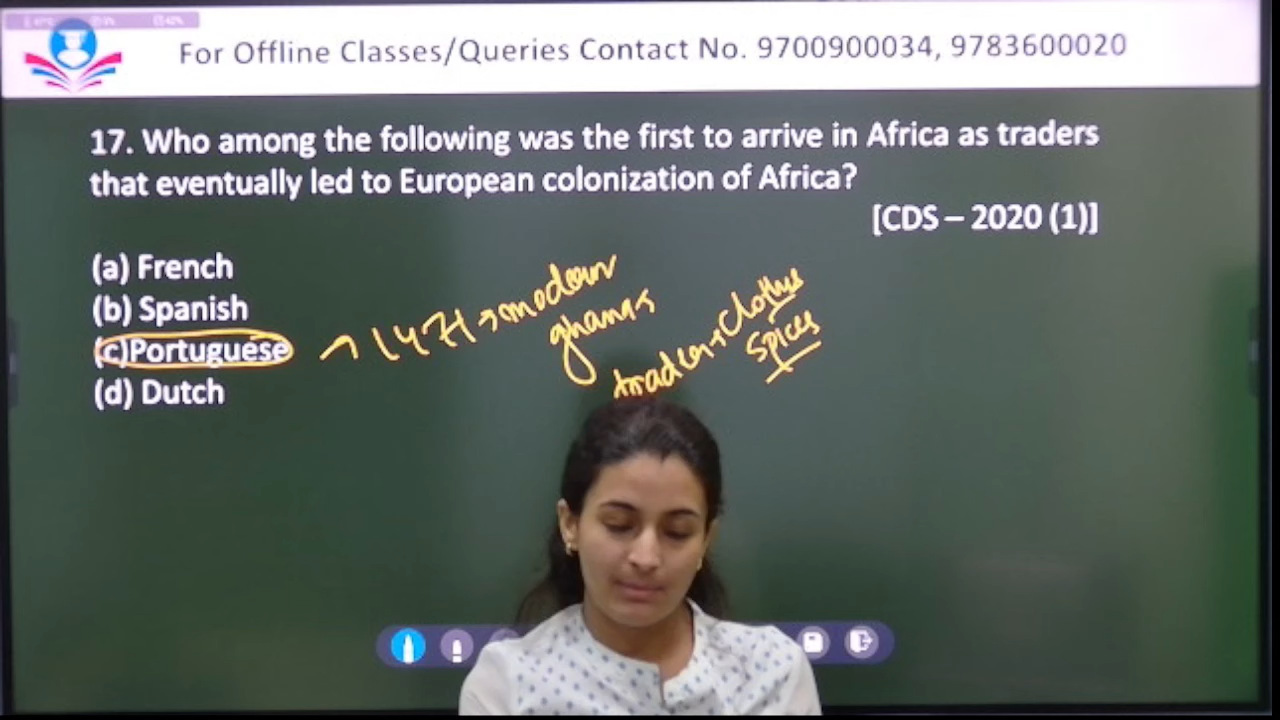 For Offline Classes/Queries Contact No. 9700900034, 9783600020
17. Who among the following was the first to arrive in Africa as traders
that eventually led to European colonization of Africa?
[CDS – 2020 (1)]
(a) French
(b) Spanish
(c)Portuguese
(d) Dutch
1471 → modern
ghana
traders → Clothes
Spices